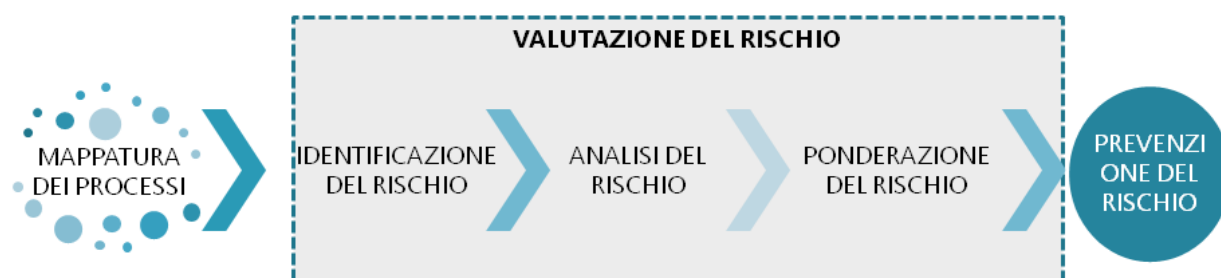 VALUTAZIONE DEL RISCHIO
MAPPATURA
DEI PROCESSI
IDENTIFICAZIONE
DEL RISCHIO
ANALISI DEL
RISCHIO
PONDERAZIONE
DEL RISCHIO
PREVENZI
ONE DEL
RISCHIO